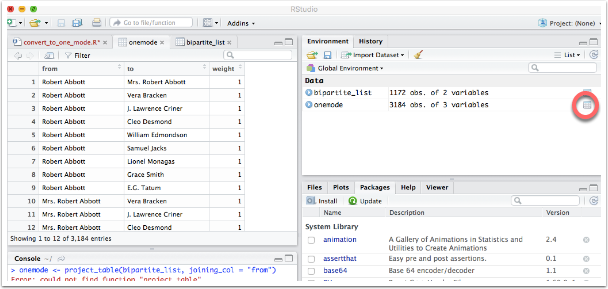 RStudio
Go to file/function
Addins
Project: (None)
convert_to_one_mode.R*
onemode
bipartite_list
Filter
from to weight
1 Robert Abbott Mrs. Robert Abbott 1
2 Robert Abbott Vera Bracken 1
3 Robert Abbott J. Lawrence Criner 1
4 Robert Abbott Cleo Desmond 1
5 Robert Abbott William Edmondson 1
6 Robert Abbott Samuel Jacks 1
7 Robert Abbott Lionel Monagas 1
8 Robert Abbott Grace Smith 1
9 Robert Abbott E.G. Tatum 1
10 Mrs. Robert Abbott Vera Bracken 1
11 Mrs. Robert Abbott J. Lawrence Criner 1
12 Mrs. Robert Abbott Cleo Desmond 1
Showing 1 to 12 of 3,184 entries
Console ~/
> onemode <- project_table(bipartite_list, joining_col = "from")
Error: could not find function "project_table"
Environment History
Import Dataset
List
Global Environment
Data
bipartite_list 1172 obs. of 2 variables
onemode 3184 obs. of 3 variables
Files Plots Packages Help Viewer
Install Update
Name Description Version
System Library
animation A Gallery of Animations in Statistics and 2.4
Utilities to Create Animations
assertthat Easy pre and post assertions. 0.1
base64 Base 64 encoder/decoder 1.1